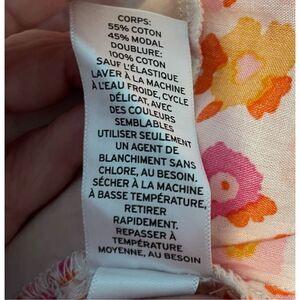 CORPS:
55% COTON
45% MODAL
DOUBLURE:
100% COTON
SAUF L'ÉLASTIQUE
LAVER À LA MACHINE
À L'EAU FROIDE, CYCLE
DÉLICAT, AVEC
DES COULEURS
SEMBLABLES
UTILISER SEULEMENT
UN AGENT DE
BLANCHIMENT SANS
CHLORE, AU BESOIN.
SÉCHER À LA MACHINE
À BASSE TEMPÉRATURE,
RETIRER
RAPIDEMENT.
REPASSER À
TEMPÉRATURE
MOYENNE, AU BESOIN